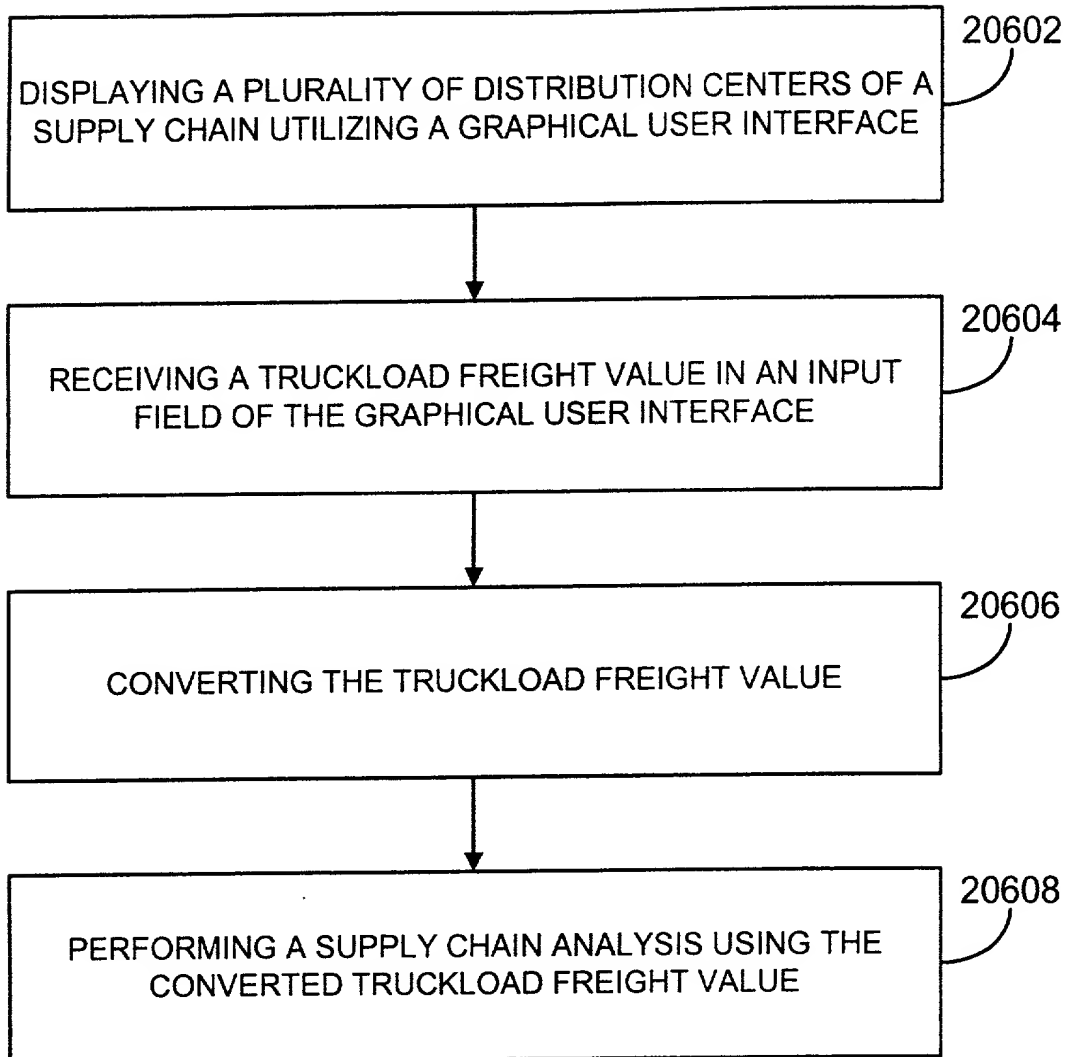 20602
DISPLAYING A PLURALITY OF DISTRIBUTION CENTERS OF A
SUPPLY CHAIN UTILIZING A GRAPHICAL USER INTERFACE
20604
RECEIVING A TRUCKLOAD FREIGHT VALUE IN AN INPUT
FIELD OF THE GRAPHICAL USER INTERFACE
20606
CONVERTING THE TRUCKLOAD FREIGHT VALUE
20608
PERFORMING A SUPPLY CHAIN ANALYSIS USING THE
CONVERTED TRUCKLOAD FREIGHT VALUE